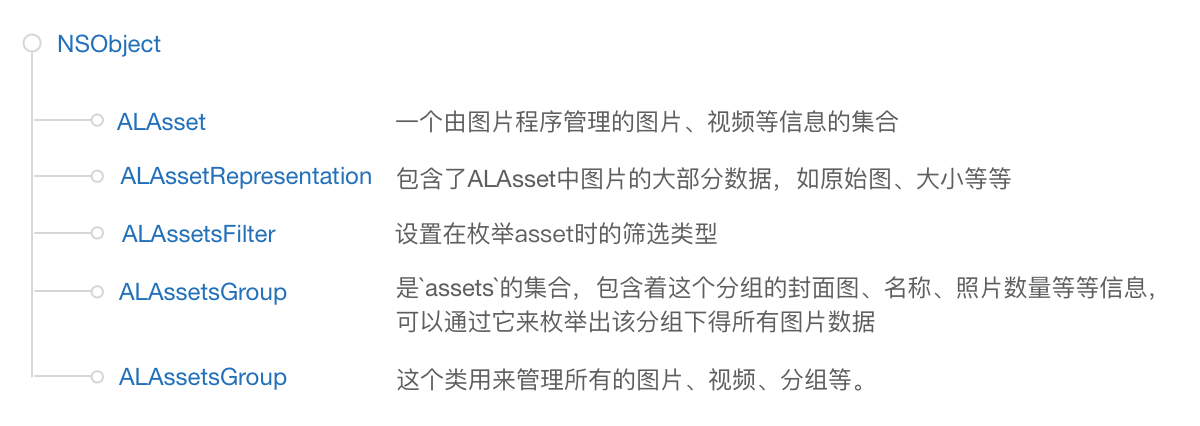 NSObject
ALAsset 一个由图片程序管理的图片、视频等信息的集合
ALAssetRepresentation 包含了ALAsset中图片的大部分数据，如原始图、大小等等
ALAssetsFilter 设置在枚举asset时的筛选类型
ALAssetsGroup 是`assets`的集合，包含着这个分组的封面图、名称、照片数量等等信息，
可以通过它来枚举出该分组下得所有图片数据
ALAssetsGroup 这个类用来管理所有的图片、视频、分组等。